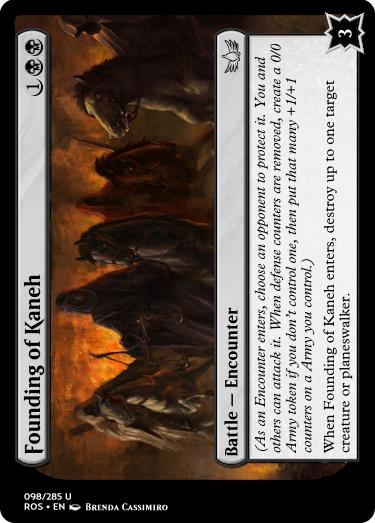 Founding of Kaneh
1
Battle — Encounter
(As an Encounter enters, choose an opponent to protect it. You and
others can attack it. When defense counters are removed, create a 0/0
Army token if you don't control one, then put that many +1/+1
counters on a Army you control.)
When Founding of Kaneh enters, destroy up to one target
creature or planeswalker.
3
098/285 U
ROS • EN Brenda Cassimiro